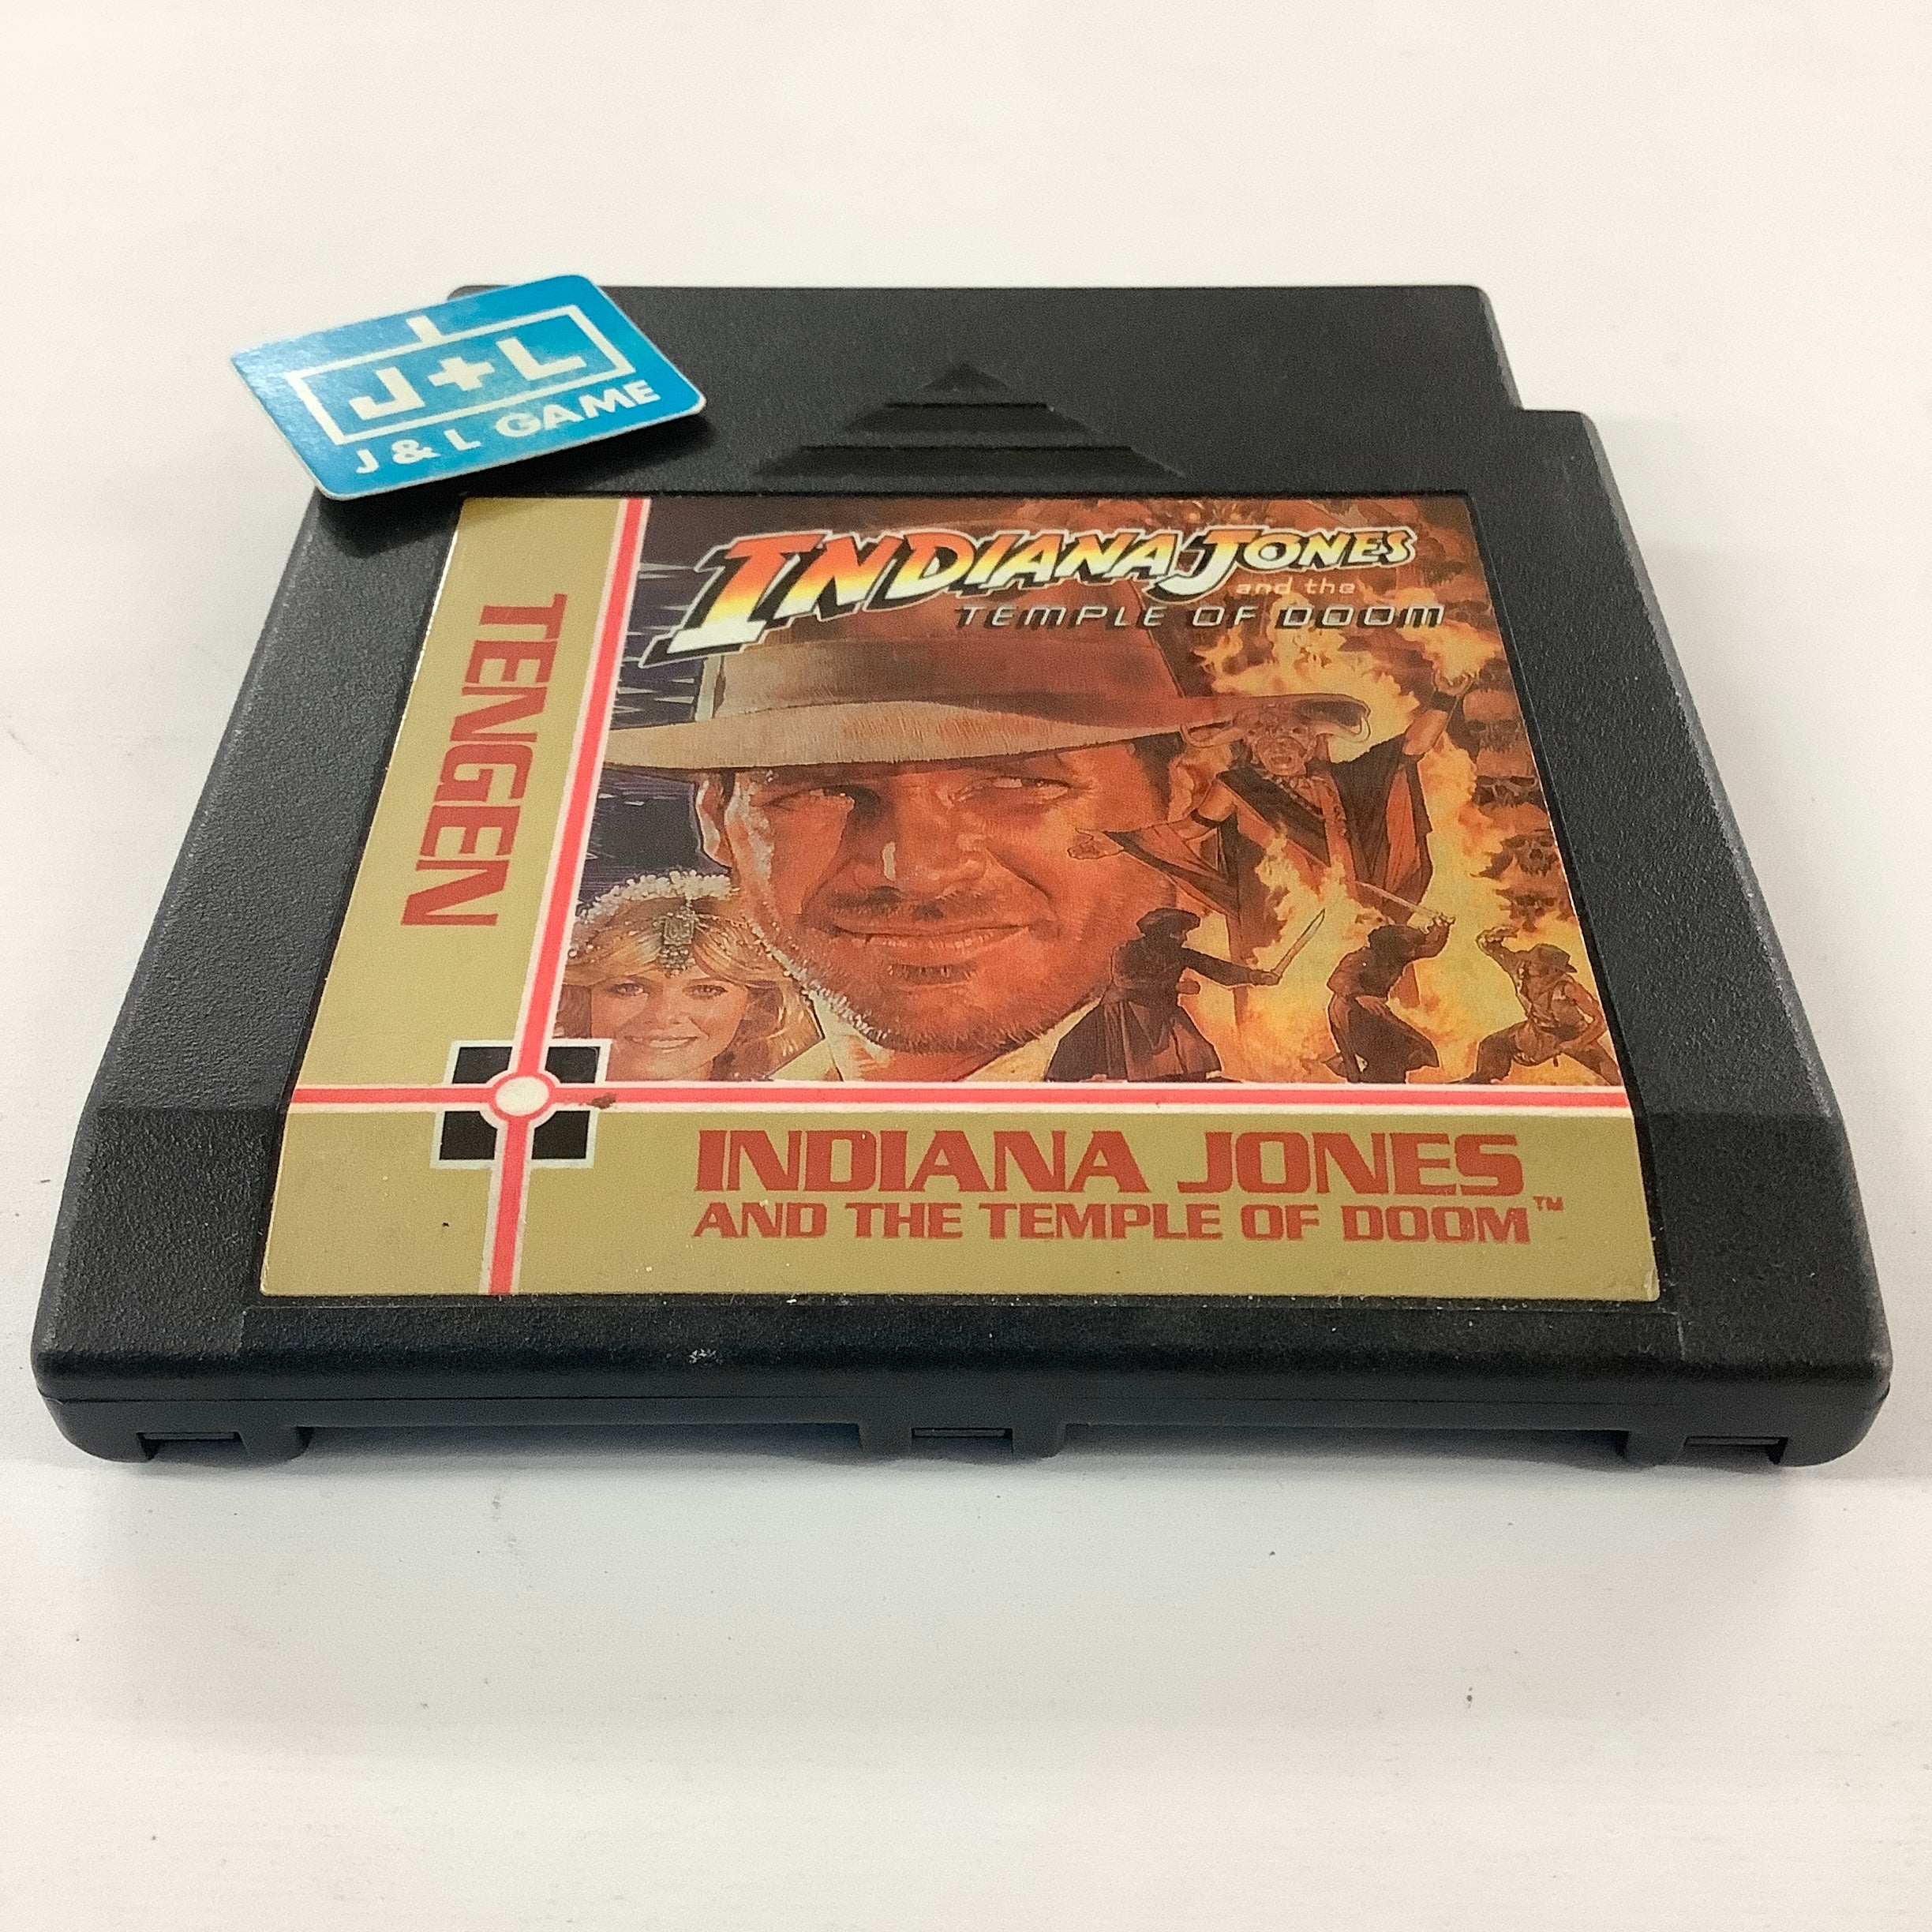 J+L
J & L GAME
INDIANA JONES
and the
TEMPLE OF DOOM
TENGEN
INDIANA JONES
AND THE TEMPLE OF DOOM™